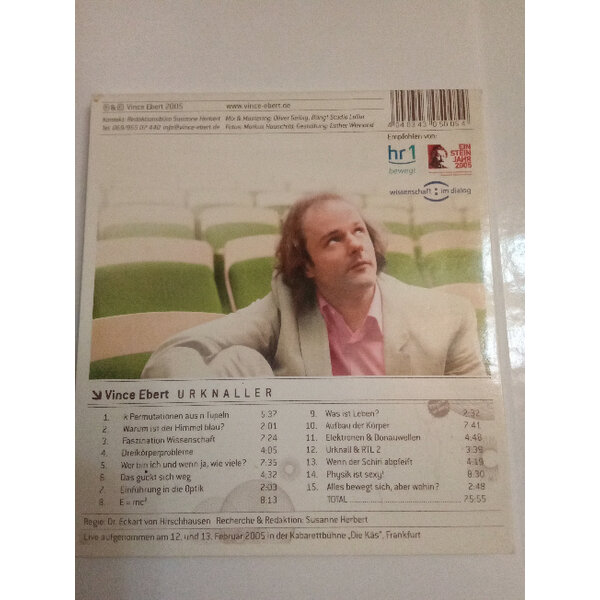 ℗ & © Vince Ebert 2005
www.vince-ebert.de
Kontakt: Redaktionsbüro Susanne Herbert
Mix & Mastering: Oliver Gerling, Bäng! Studio
Tel. 069/955 07 440 info@vince-ebert.de
Fotos: Markus Hauschild, Gestaltung: Esther Wienand
Empfohlen von:
hr1
bewegt
EIN
STEIN
JAHR
2005
wissenschaft : im dialog
Vince Ebert URKNALLER
1. k Permutationen aus n Tupeln 5:37
2. Warum ist der Himmel blau? 2:01
3. Faszination Wissenschaft 7:24
4. Dreikörperprobleme 4:05
5. Wer bin ich und wenn ja, wie viele? 7:35
6. Das guckt sich weg 4:32
7. Einführung in die Optik 2:03
8. E = mc² 8:13
9. Was ist Leben? 2:32
10. Aufbau der Körper 7:41
11. Elektronen & Donauwellen 4:48
12. Urknall & RTL 2 3:39
13. Wenn der Schiri abpfeift 4:19
14. Physik ist sexy! 8:30
15. Alles bewegt sich, aber wohin? 2:48
TOTAL 75:55
Regie: Dr. Eckart von Hirschhausen Recherche & Redaktion: Susanne Herbert
Live aufgenommen am 12. und 13. Februar 2005 in der Kabarettbühne „Die Käs", Frankfurt